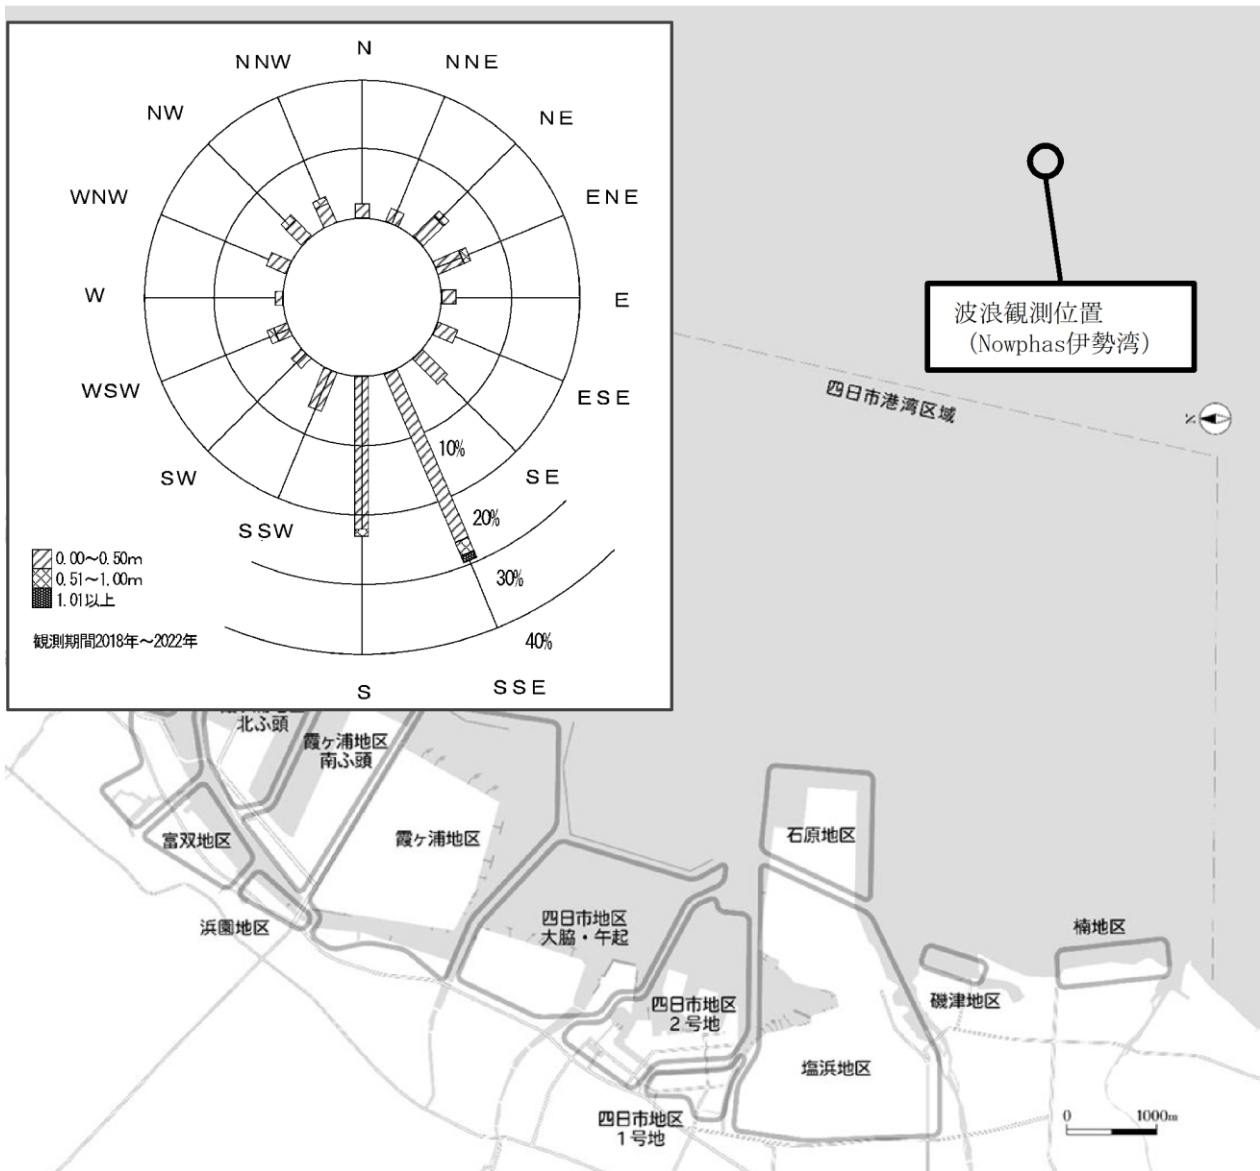 N
NNW
NNE
NW
NE
WNW
ENE
W
E
WSW
ESE
SW
SE
SSW
SSE
S
10%
20%
30%
40%
0.00～0.50m
0.51～1.00m
1.01以上
観測期間2018年～2022年
波浪観測位置
（Nowphas伊勢湾）
四日市港湾区域
N
北ふ頭
霞ヶ浦地区
南ふ頭
富双地区
霞ヶ浦地区
石原地区
浜園地区
四日市地区
大脇・午起
楠地区
四日市地区
2号地
磯津地区
塩浜地区
四日市地区
1号地
0
1000m